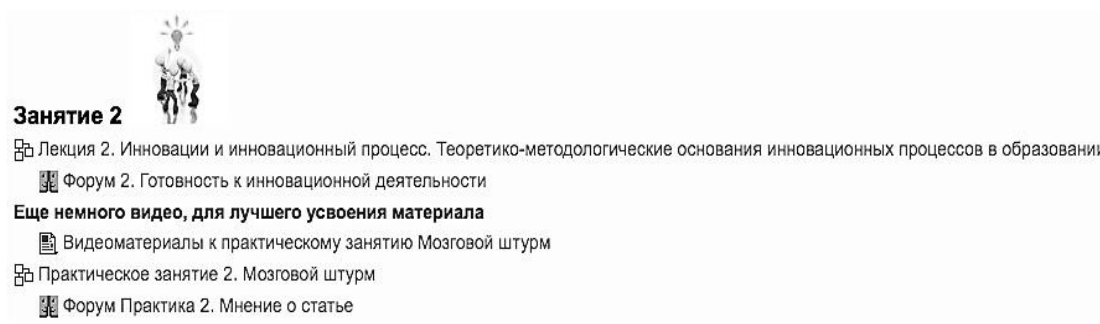 Занятие 2
Лекция 2. Инновации и инновационный процесс. Теоретико-методологические основания инновационных процессов в образовании
Форум 2. Готовность к инновационной деятельности
Еще немного видео, для лучшего усвоения материала
Видеоматериалы к практическому занятию Мозговой штурм
Практическое занятие 2. Мозговой штурм
Форум Практика 2. Мнение о статье